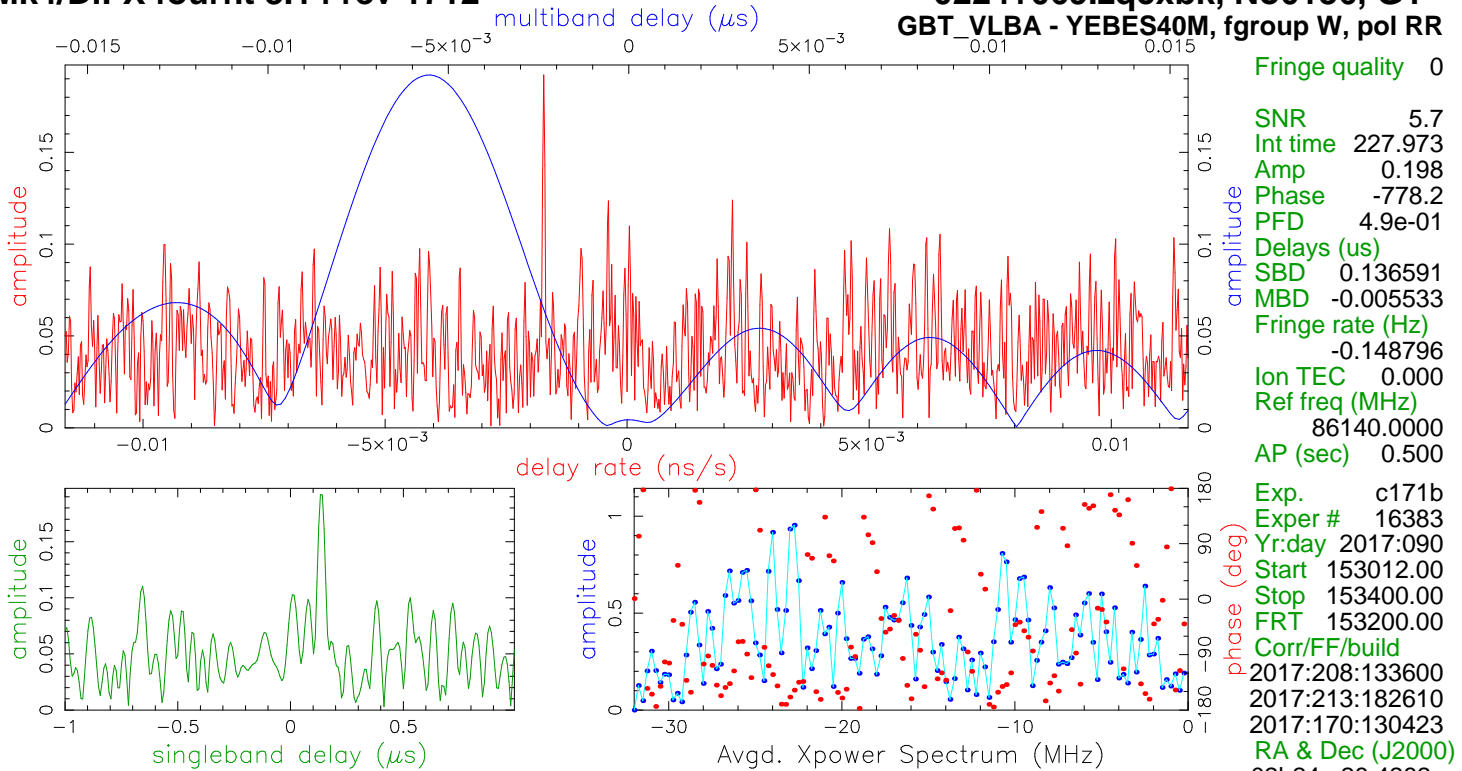 multiband delay (μs)
GBT_VLBA - YEBES40M, fgroup W, pol RR
−0.015 −0.01 −5×10⁻³ 0 5×10⁻³ 0.01 0.015
Fringe quality 0
SNR 5.7
Int time 227.973
Amp 0.198
Phase -778.2
PFD 4.9e-01
Delays (us)
SBD 0.136591
MBD -0.005533
Fringe rate (Hz)
-0.148796
Ion TEC 0.000
Ref freq (MHz)
86140.0000
AP (sec) 0.500
Exp. c171b
Exper # 16383
Yr:day 2017:090
Start 153012.00
Stop 153400.00
FRT 153200.00
Corr/FF/build
2017:208:133600
2017:213:182610
2017:170:130423
RA & Dec (J2000)
amplitude
0 0.05 0.1 0.15
amplitude
0 0.05 0.1 0.15
−0.01 −5×10⁻³ 0 5×10⁻³ 0.01
delay rate (ns/s)
amplitude
0 0.05 0.1 0.15
−1 −0.5 0 0.5
singleband delay (μs)
amplitude
0 0.5 1
phase (deg)
−180 −90 0 90 180
−30 −20 −10 0
Avgd. Xpower Spectrum (MHz)